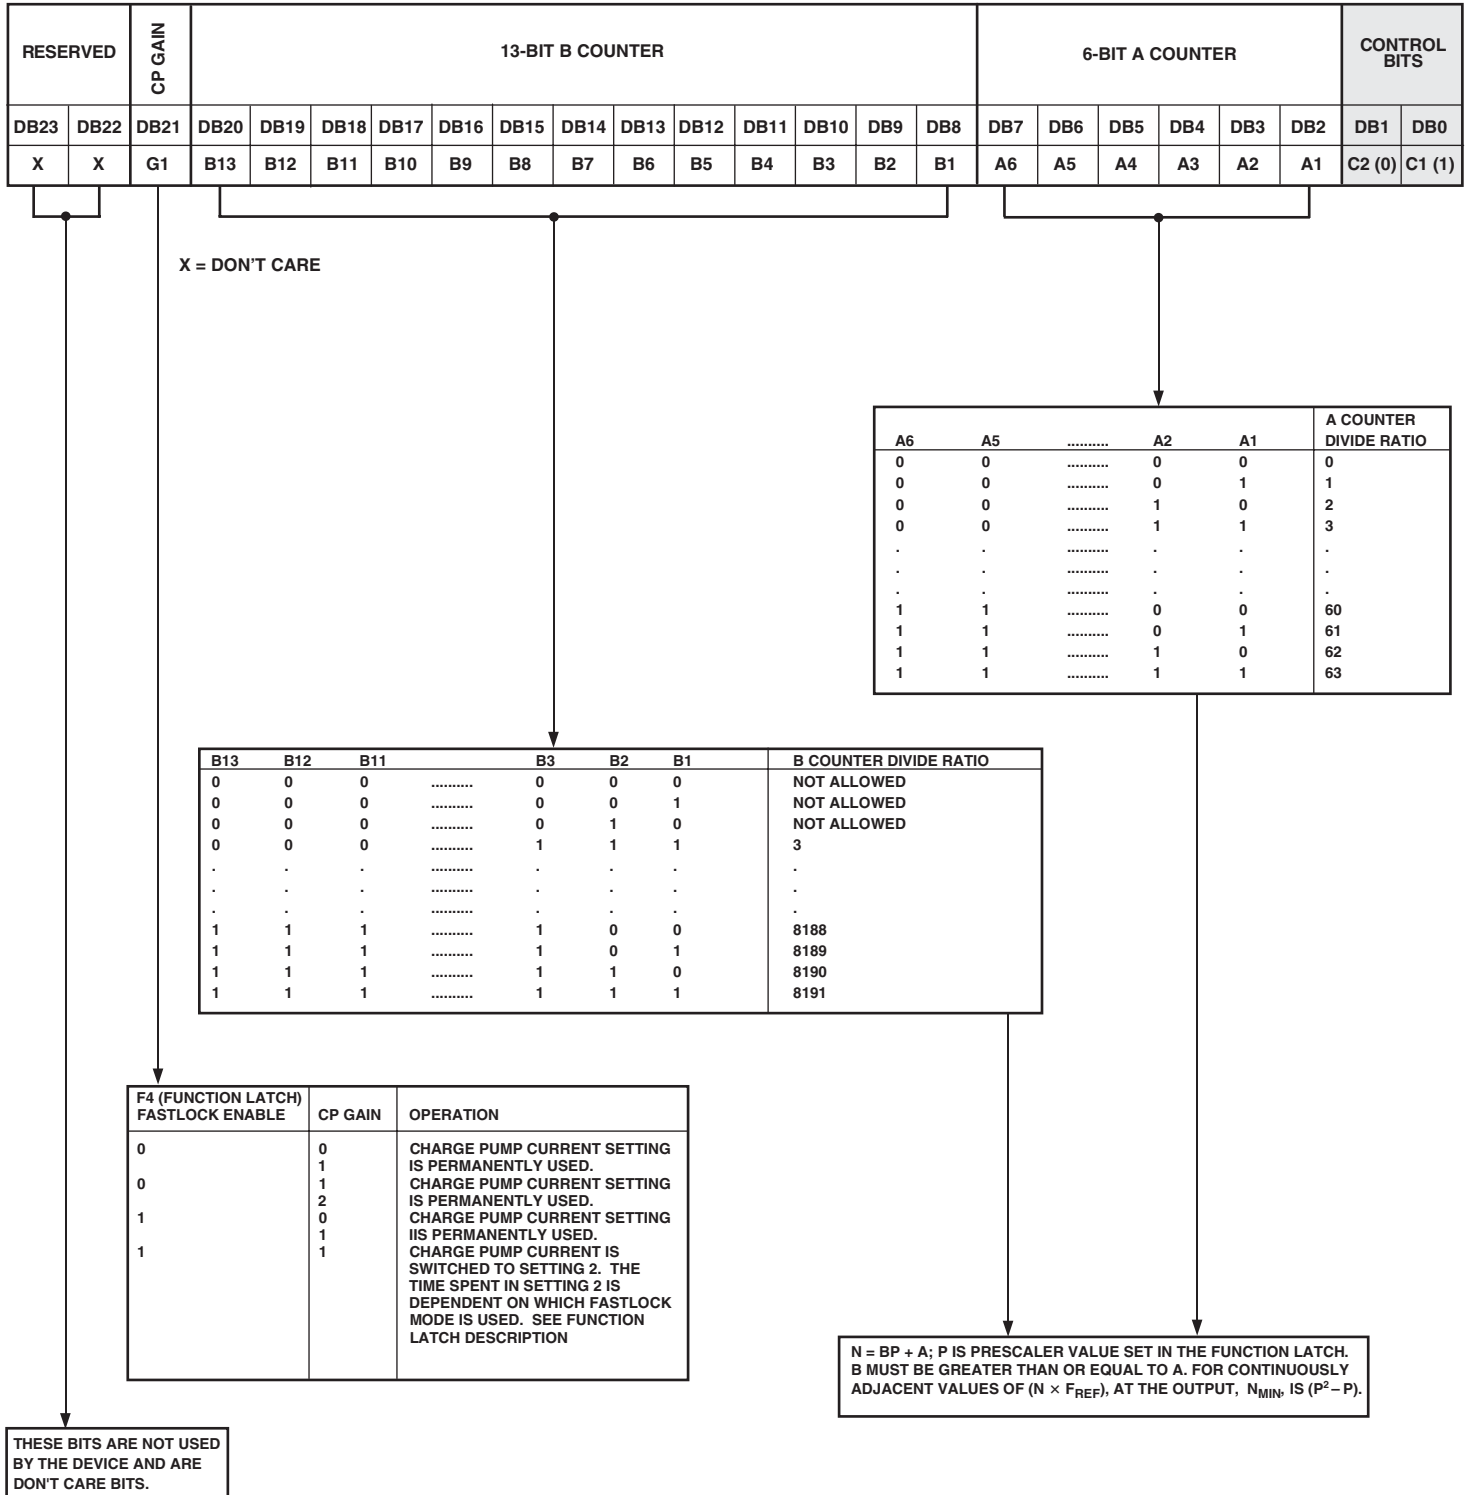 RESERVED
CP GAIN
13-BIT B COUNTER
6-BIT A COUNTER
CONTROL
BITS
DB23 DB22 DB21 DB20 DB19 DB18 DB17 DB16 DB15 DB14 DB13 DB12 DB11 DB10 DB9 DB8 DB7 DB6 DB5 DB4 DB3 DB2 DB1 DB0
X X G1 B13 B12 B11 B10 B9 B8 B7 B6 B5 B4 B3 B2 B1 A6 A5 A4 A3 A2 A1 C2 (0) C1 (1)
X = DON'T CARE
A COUNTER
A6 A5 .......... A2 A1 DIVIDE RATIO
0 0 .......... 0 0 0
0 0 .......... 0 1 1
0 0 .......... 1 0 2
0 0 .......... 1 1 3
. . .......... . . .
. . .......... . . .
. . .......... . . .
1 1 .......... 0 0 60
1 1 .......... 0 1 61
1 1 .......... 1 0 62
1 1 .......... 1 1 63
B13 B12 B11 B3 B2 B1 B COUNTER DIVIDE RATIO
0 0 0 .......... 0 0 0 NOT ALLOWED
0 0 0 .......... 0 0 1 NOT ALLOWED
0 0 0 .......... 0 1 0 NOT ALLOWED
0 0 0 .......... 1 1 1 3
. . . .......... . . . .
. . . .......... . . . .
. . . .......... . . . .
1 1 1 .......... 1 0 0 8188
1 1 1 .......... 1 0 1 8189
1 1 1 .......... 1 1 0 8190
1 1 1 .......... 1 1 1 8191
F4 (FUNCTION LATCH)
FASTLOCK ENABLE CP GAIN OPERATION
0 0 CHARGE PUMP CURRENT SETTING
1 IS PERMANENTLY USED.
0 1 CHARGE PUMP CURRENT SETTING
2 IS PERMANENTLY USED.
1 0 CHARGE PUMP CURRENT SETTING
1 IIS PERMANENTLY USED.
1 1 CHARGE PUMP CURRENT IS
SWITCHED TO SETTING 2. THE
TIME SPENT IN SETTING 2 IS
DEPENDENT ON WHICH FASTLOCK
MODE IS USED. SEE FUNCTION
LATCH DESCRIPTION
N = BP + A; P IS PRESCALER VALUE SET IN THE FUNCTION LATCH.
B MUST BE GREATER THAN OR EQUAL TO A. FOR CONTINUOUSLY
ADJACENT VALUES OF (N × F_REF), AT THE OUTPUT, N_MIN, IS (P² – P).
THESE BITS ARE NOT USED
BY THE DEVICE AND ARE
DON'T CARE BITS.